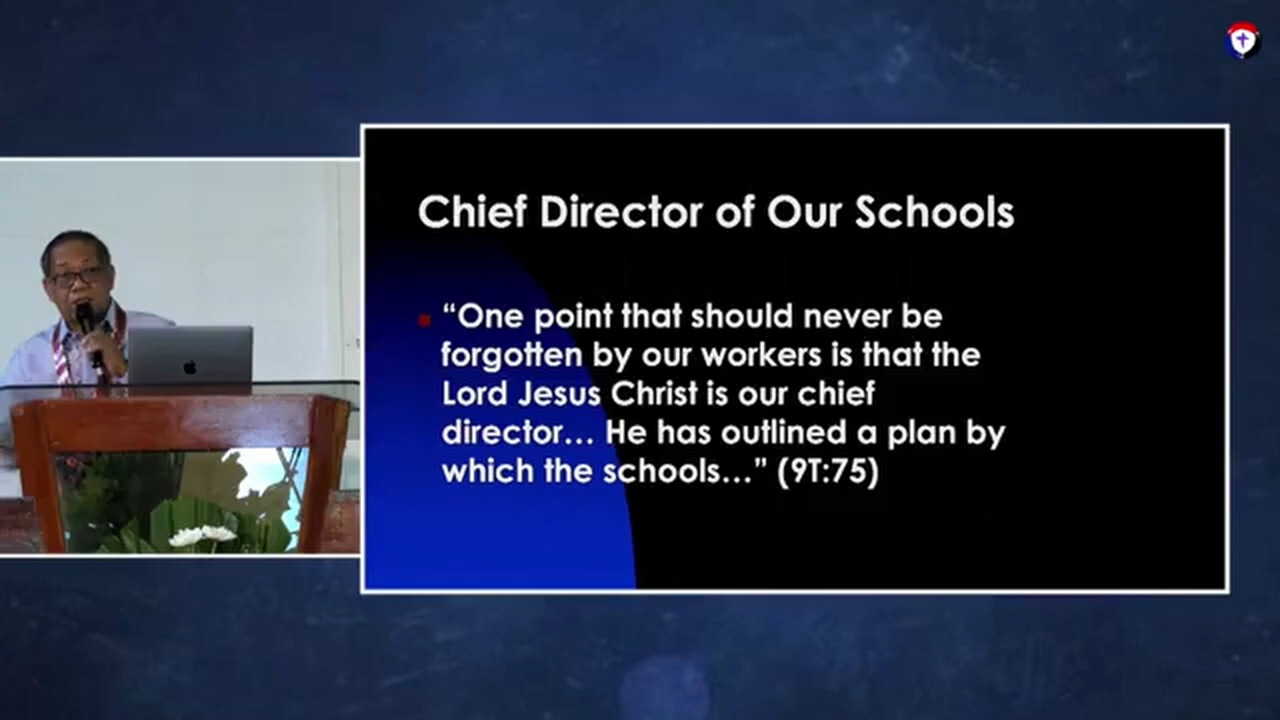 Chief Director of Our Schools
“One point that should never be
forgotten by our workers is that the
Lord Jesus Christ is our chief
director... He has outlined a plan by
which the schools...” (9T:75)